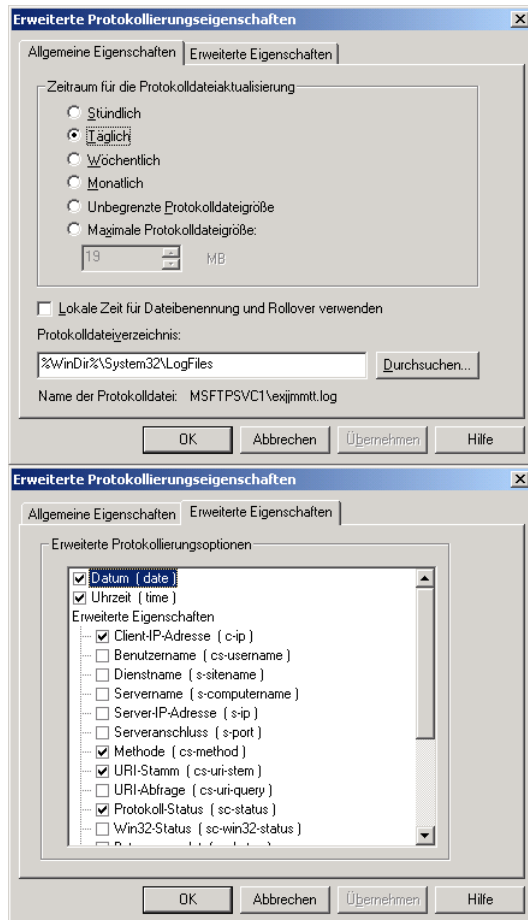 Erweiterte Protokollierungseigenschaften
Allgemeine Eigenschaften Erweiterte Eigenschaften
Zeitraum für die Protokolldateiaktualisierung
Stündlich
Täglich
Wöchentlich
Monatlich
Unbegrenzte Protokolldateigröße
Maximale Protokolldateigröße:
19 MB
Lokale Zeit für Dateibenennung und Rollover verwenden
Protokolldateiverzeichnis:
%WinDir%\System32\LogFiles Durchsuchen...
Name der Protokolldatei: MSFTPSVC1\exjjmmtt.log
OK Abbrechen Übernehmen Hilfe
Erweiterte Protokollierungseigenschaften
Allgemeine Eigenschaften Erweiterte Eigenschaften
Erweiterte Protokollierungsoptionen
Datum ( date )
Uhrzeit ( time )
Erweiterte Eigenschaften
Client-IP-Adresse ( c-ip )
Benutzername ( cs-username )
Dienstname ( s-sitename )
Servername ( s-computername )
Server-IP-Adresse ( s-ip )
Serveranschluss ( s-port )
Methode ( cs-method )
URI-Stamm ( cs-uri-stem )
URI-Abfrage ( cs-uri-query )
Protokoll-Status ( sc-status )
Win32-Status ( sc-win32-status )
OK Abbrechen Übernehmen Hilfe